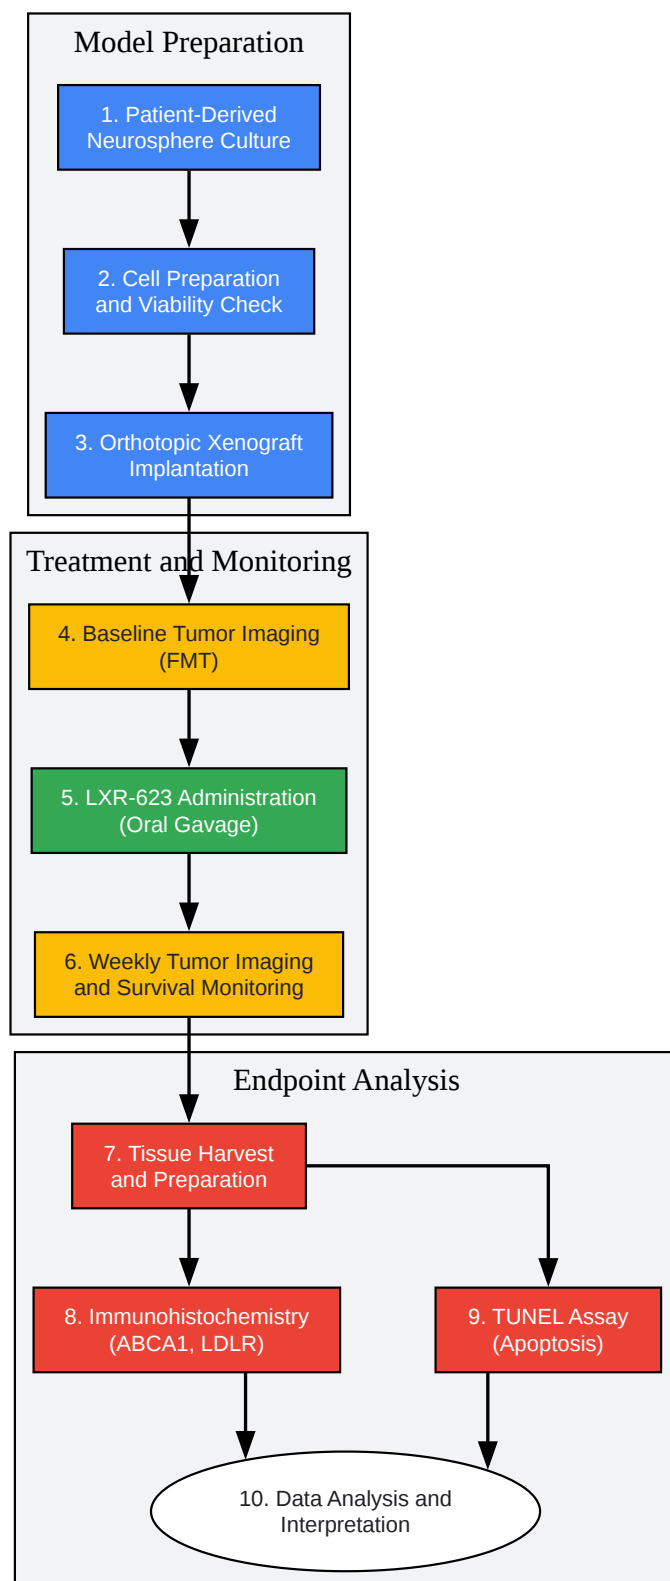 Model Preparation
1. Patient-Derived
Neurosphere Culture
2. Cell Preparation
and Viability Check
3. Orthotopic Xenograft
Implantation
Treatment and Monitoring
4. Baseline Tumor Imaging
(FMT)
5. LXR-623 Administration
(Oral Gavage)
6. Weekly Tumor Imaging
and Survival Monitoring
Endpoint Analysis
7. Tissue Harvest
and Preparation
8. Immunohistochemistry
(ABCA1, LDLR)
9. TUNEL Assay
(Apoptosis)
10. Data Analysis and
Interpretation